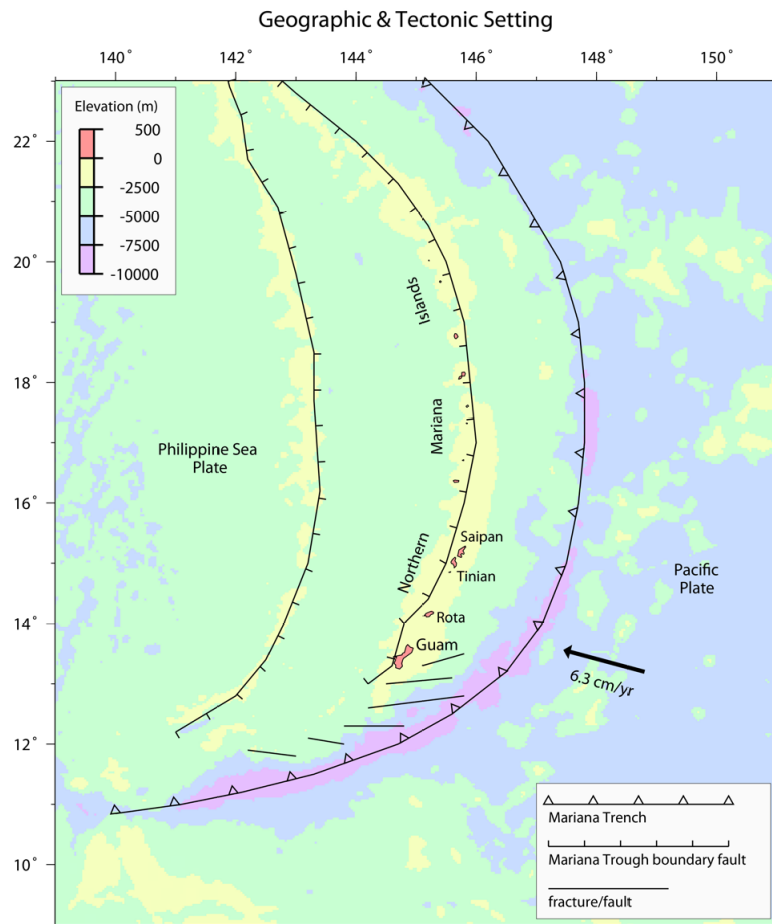 Geographic & Tectonic Setting
140˚ 142˚ 144˚ 146˚ 148˚ 150˚
Elevation (m)
500
0
-2500
-5000
-7500
-10000
22˚
20˚
18˚
16˚
14˚
12˚
10˚
Islands
Mariana
Northern
Philippine Sea
Plate
Saipan
Tinian
Rota
Guam
Pacific
Plate
6.3 cm/yr
Mariana Trench
Mariana Trough boundary fault
fracture/fault